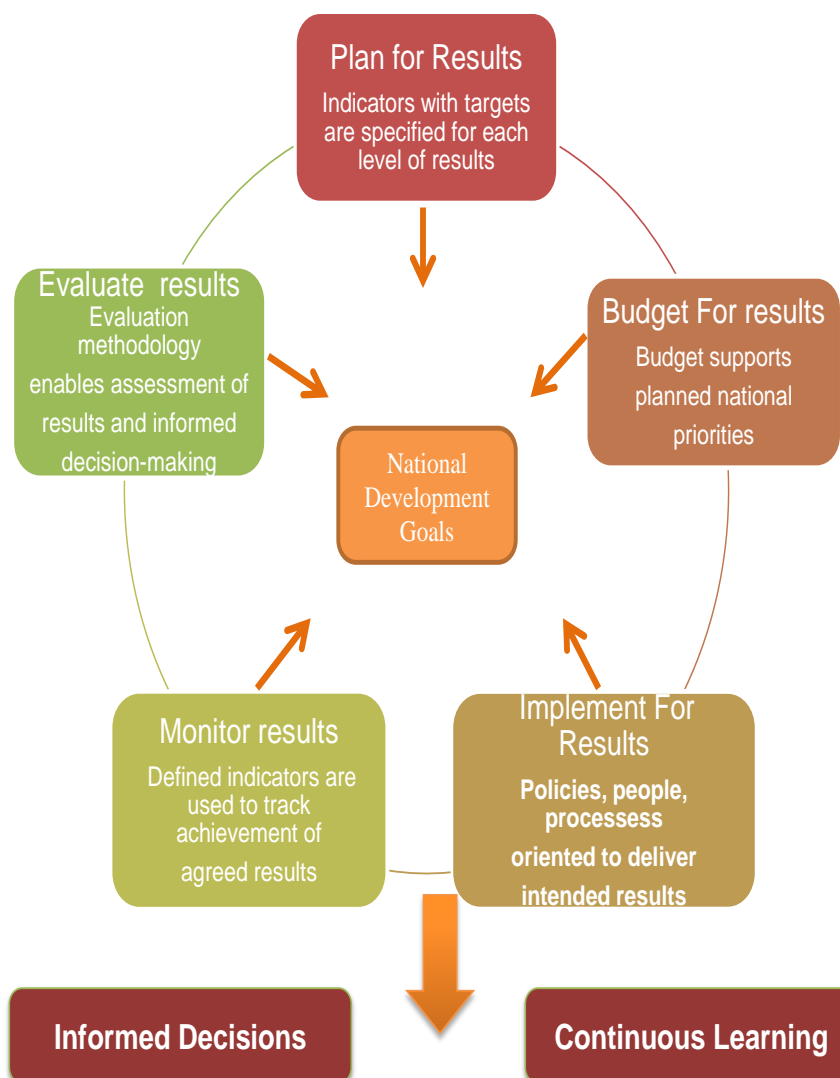 Plan for Results
Indicators with targets
are specified for each
level of results
Evaluate results
Evaluation
methodology
enables assessment of
results and informed
decision-making
Budget For results
Budget supports
planned national
priorities
National
Development
Goals
Monitor results
Defined indicators are
used to track
achievement of
agreed results
Implement For
Results
Policies, people,
processess
oriented to deliver
intended results
Informed Decisions
Continuous Learning